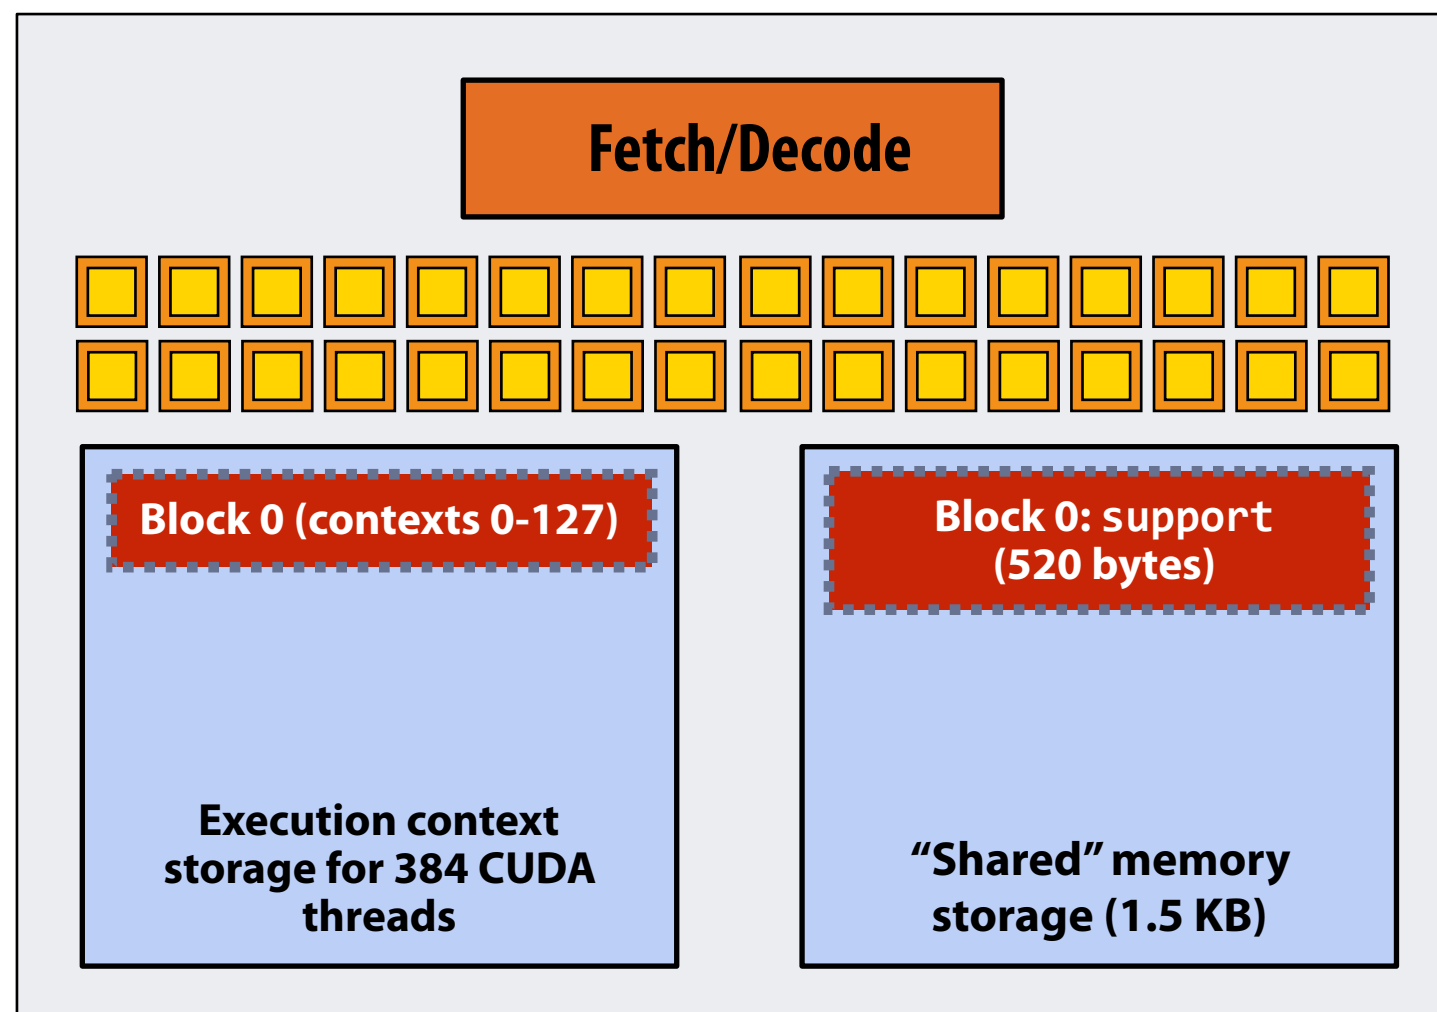 Fetch/Decode
Block 0 (contexts 0-127)
Execution context
storage for 384 CUDA
threads
Block 0: support
(520 bytes)
“Shared” memory
storage (1.5 KB)